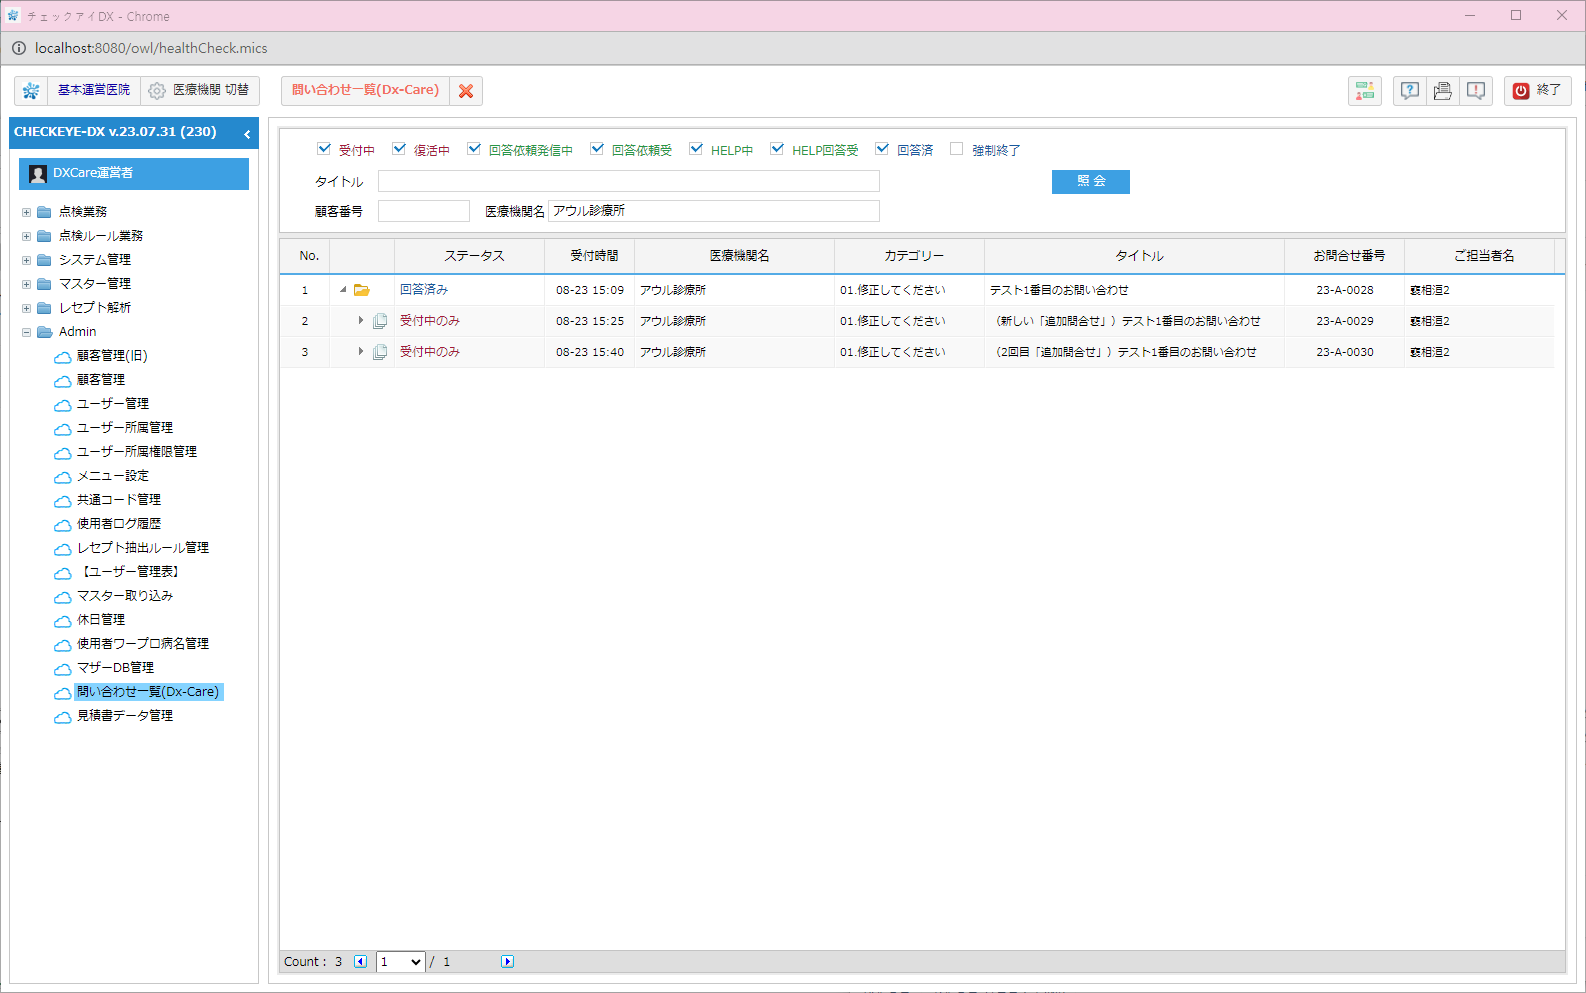 チェックアイDX - Chrome
localhost:8080/owl/healthCheck.mics
基本運営医院 医療機関 切替 問い合わせ一覧(Dx-Care) 終了
CHECKEYE-DX v.23.07.31 (230)
DXCare運営者
点検業務
点検ルール業務
システム管理
マスター管理
レセプト解析
Admin
顧客管理(旧)
顧客管理
ユーザー管理
ユーザー所属管理
ユーザー所属権限管理
メニュー設定
共通コード管理
使用者ログ履歴
レセプト抽出ルール管理
【ユーザー管理表】
マスター取り込み
休日管理
使用者ワープロ病名管理
マザーDB管理
問い合わせ一覧(Dx-Care)
見積書データ管理
受付中 復活中 回答依頼発信中 回答依頼受 HELP中 HELP回答受 回答済 強制終了
タイトル 照 会
顧客番号 医療機関名 アウル診療所
No. ステータス 受付時間 医療機関名 カテゴリー タイトル お問合せ番号 ご担当者名
1 回答済み 08-23 15:09 アウル診療所 01.修正してください テスト1番目のお問い合わせ 23-A-0028 襄相洹2
2 受付中のみ 08-23 15:25 アウル診療所 01.修正してください （新しい「追加問合せ」）テスト1番目のお問い合わせ 23-A-0029 襄相洹2
3 受付中のみ 08-23 15:40 アウル診療所 01.修正してください （2回目「追加問合せ」）テスト1番目のお問い合わせ 23-A-0030 襄相洹2
Count : 3 1 / 1